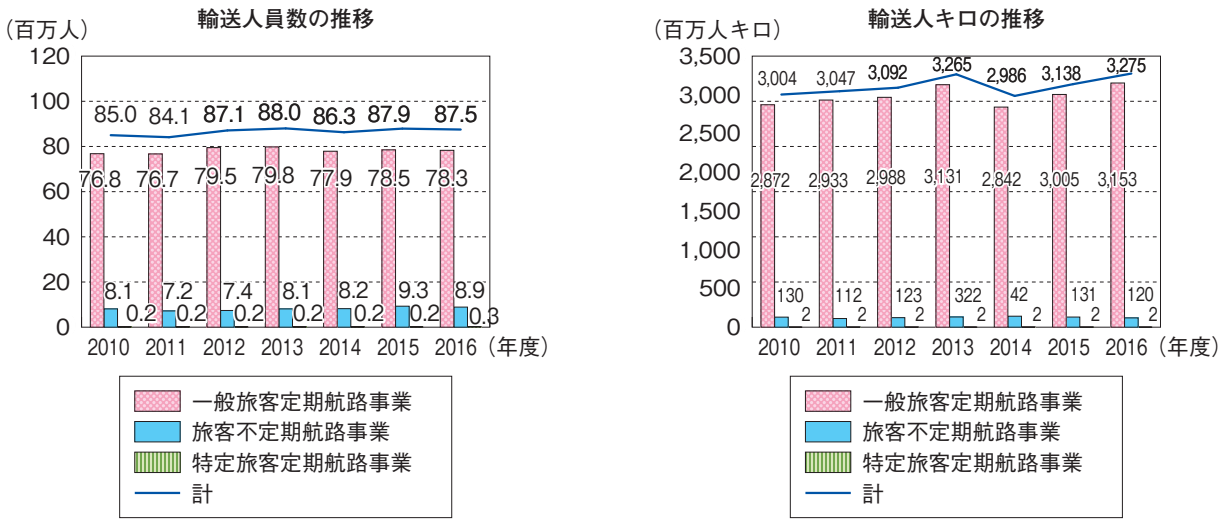 輸送人員数の推移
（百万人）
120
100
80
60
40
20
0
85.0 84.1 87.1 88.0 86.3 87.9 87.5
76.8 76.7 79.5 79.8 77.9 78.5 78.3
8.1 7.2 7.4 8.1 8.2 9.3 8.9
0.2 0.2 0.2 0.2 0.2 0.2 0.3
2010 2011 2012 2013 2014 2015 2016 （年度）
一般旅客定期航路事業
旅客不定期航路事業
特定旅客定期航路事業
計
輸送人キロの推移
（百万人キロ）
3,500
3,000
2,500
2,000
1,500
1,000
500
0
3,004 3,047 3,092 3,265 2,986 3,138 3,275
2,872 2,933 2,988 3,131 2,842 3,005 3,153
130 112 123 322 42 131 120
2 2 2 2 2 2 2
2010 2011 2012 2013 2014 2015 2016 （年度）
一般旅客定期航路事業
旅客不定期航路事業
特定旅客定期航路事業
計